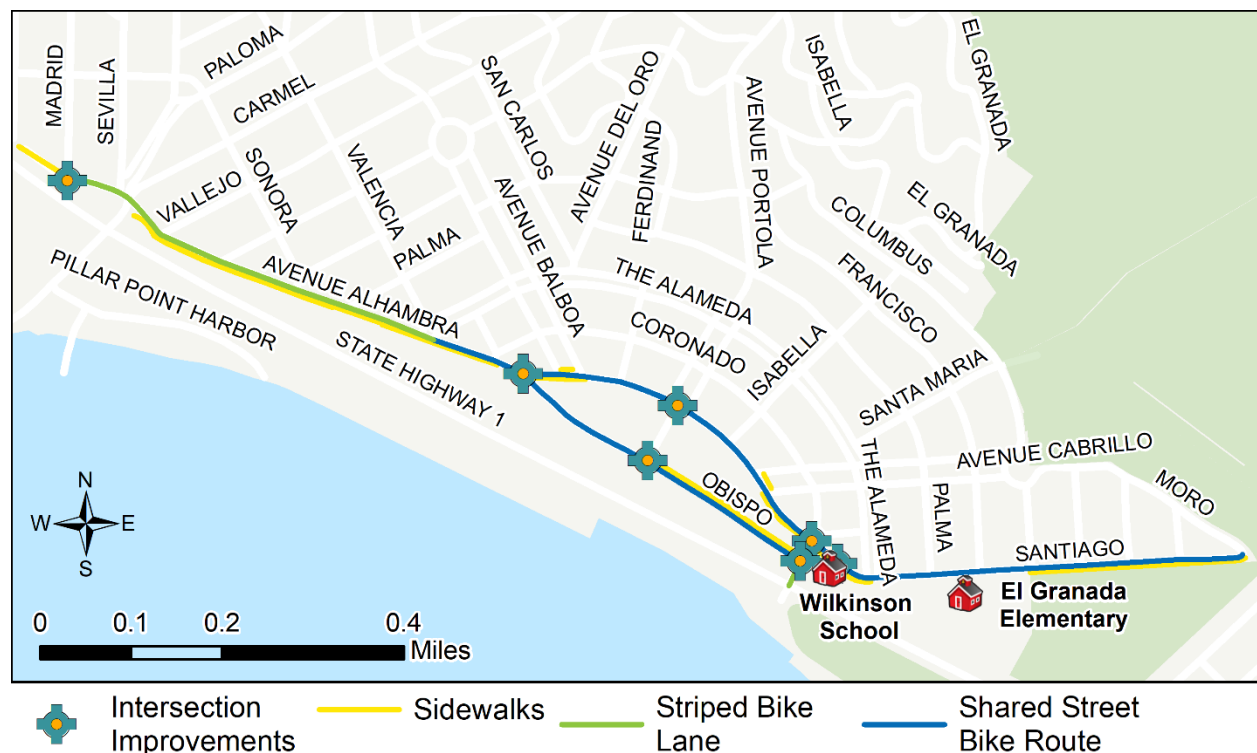 MADRID
SEVILLA
PALOMA
CARMEL
VALLEJO
SONORA
VALENCIA
PALMA
SAN CARLOS
AVENUE DEL ORO
FERDINAND
AVENUE PORTOLA
ISABELLA
EL GRANADA
AVENUE BALBOA
AVENUE ALHAMBRA
PILLAR POINT HARBOR
STATE HIGHWAY 1
THE ALAMEDA
CORONADO
ISABELLA
COLUMBUS
EL GRANADA
FRANCISCO
SANTA MARIA
AVENUE CABRILLO
MORO
OBISPO
THE ALAMEDA
PALMA
SANTIAGO
Wilkinson
School
El Granada
Elementary
N
W E
S
0 0.1 0.2 0.4
Miles
Intersection
Improvements
Sidewalks
Striped Bike
Lane
Shared Street
Bike Route